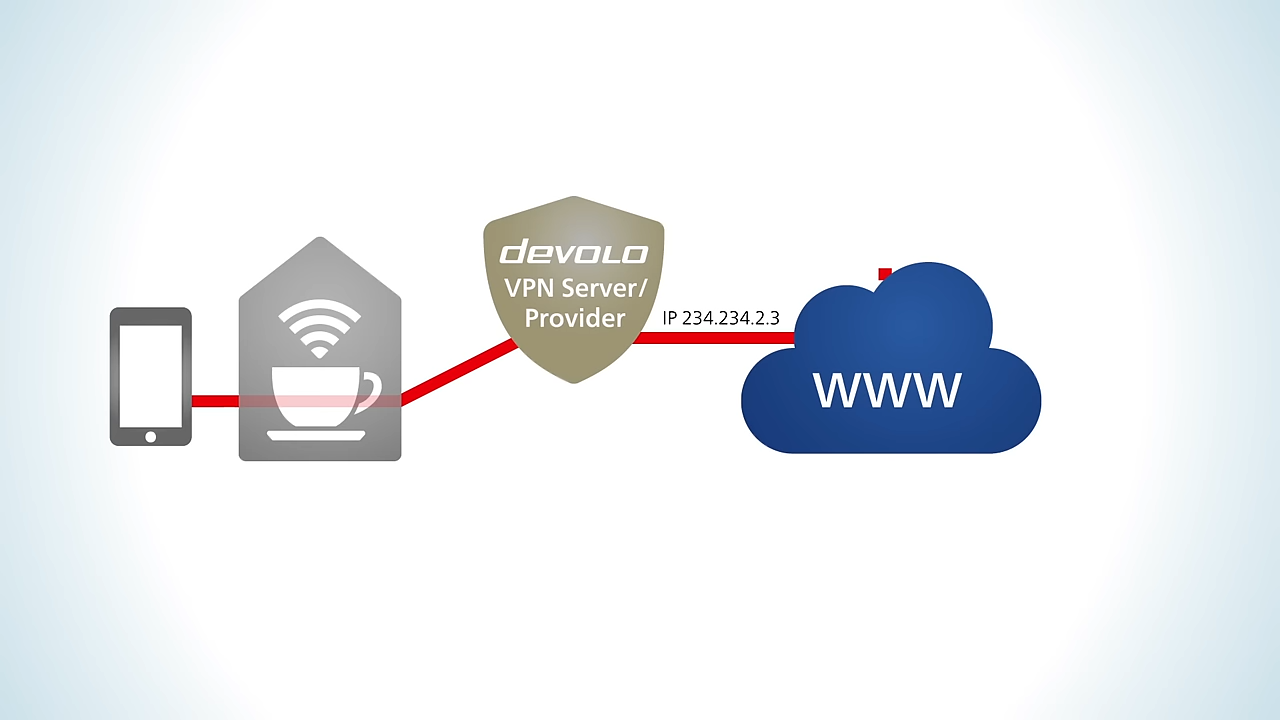 devolo
VPN Server/
Provider
IP 234.234.2.3
WWW